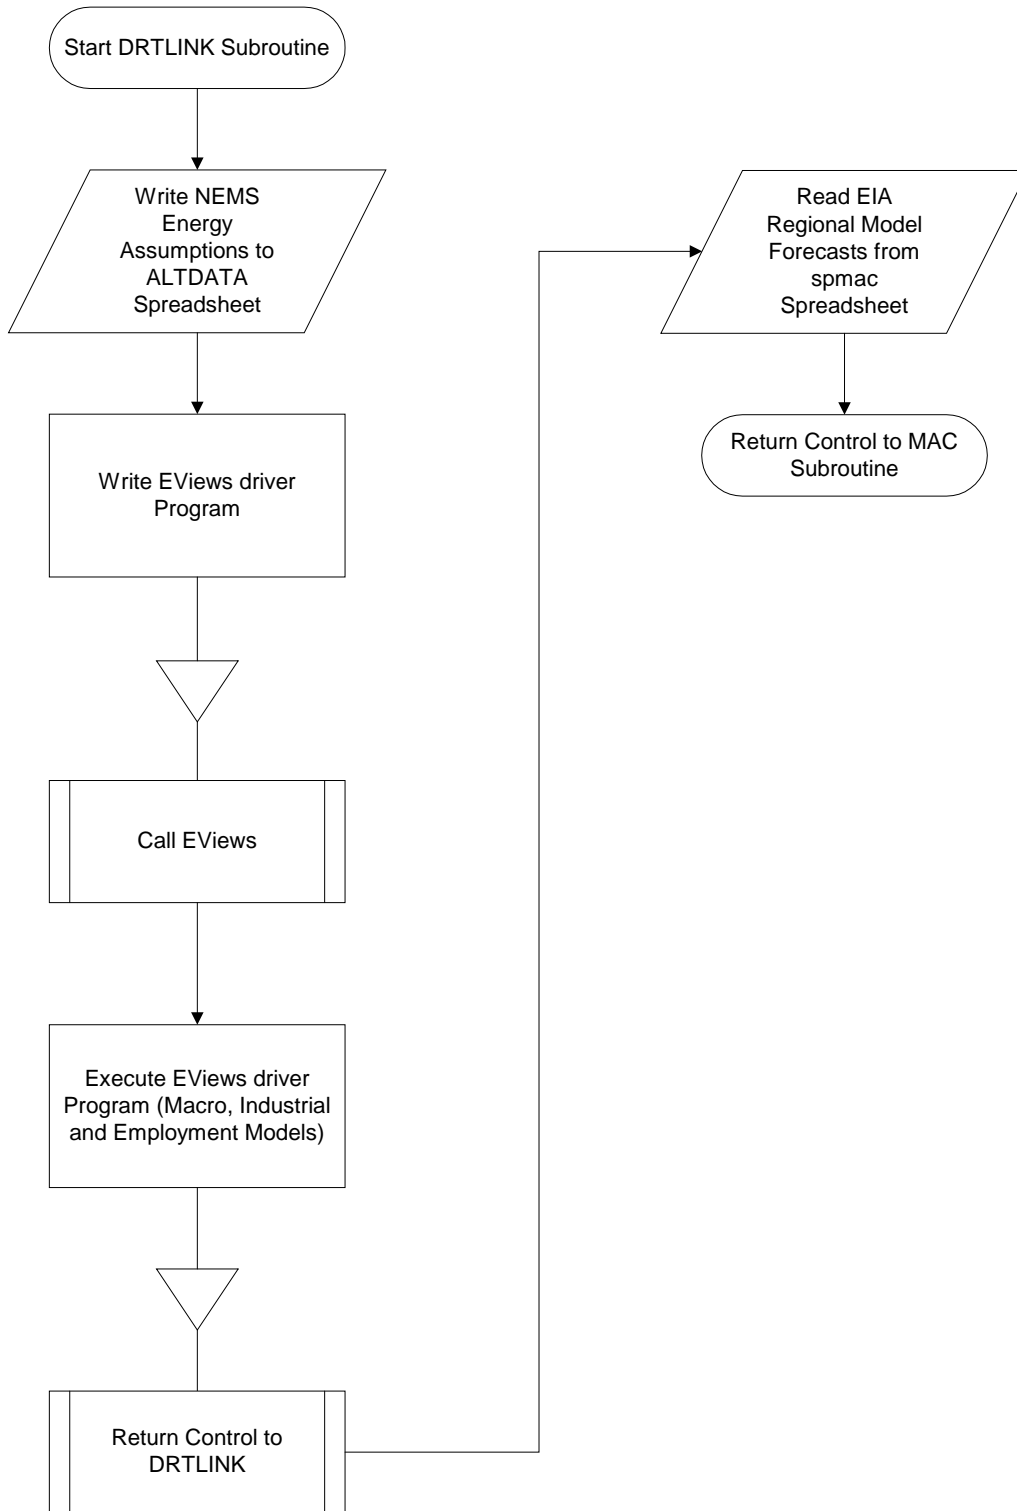 Start DRTLINK Subroutine
Write NEMS
Energy
Assumptions to
ALTDATA
Spreadsheet
Write EViews driver
Program
Call EViews
Execute EViews driver
Program (Macro, Industrial
and Employment Models)
Return Control to
DRTLINK
Read EIA
Regional Model
Forecasts from
spmac
Spreadsheet
Return Control to MAC
Subroutine